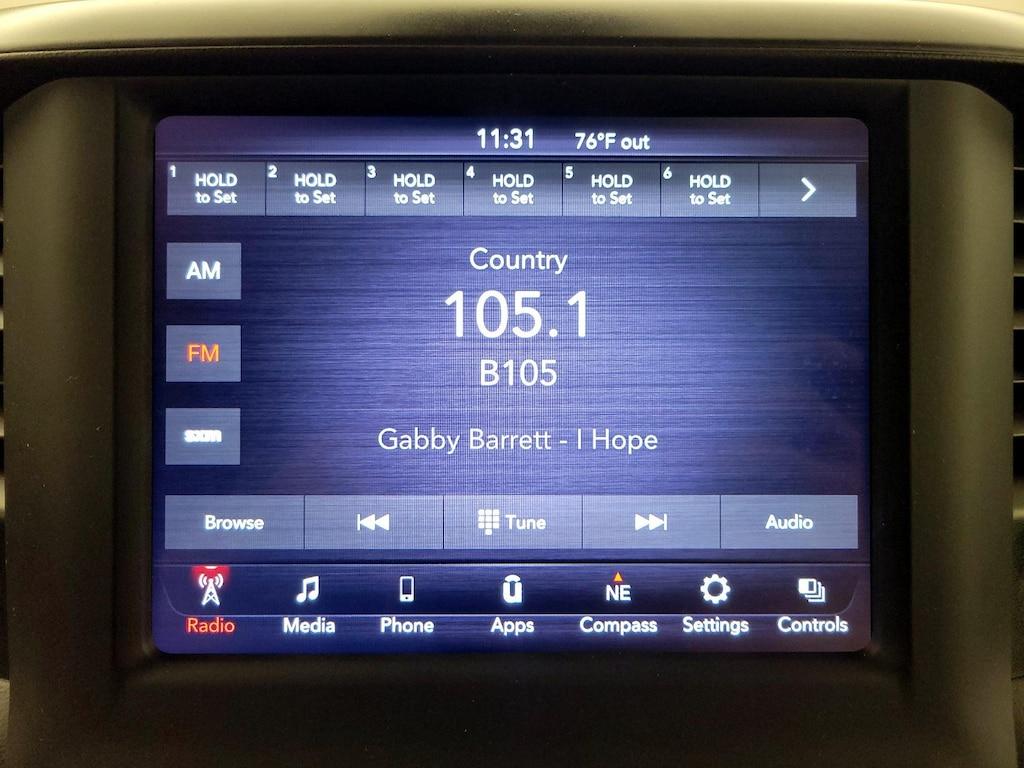 11:31 76°F out
1 HOLD to Set 2 HOLD to Set 3 HOLD to Set 4 HOLD to Set 5 HOLD to Set 6 HOLD to Set
AM
Country
105.1
FM
B105
sxm
Gabby Barrett - I Hope
Browse Tune Audio
NE
Radio Media Phone Apps Compass Settings Controls